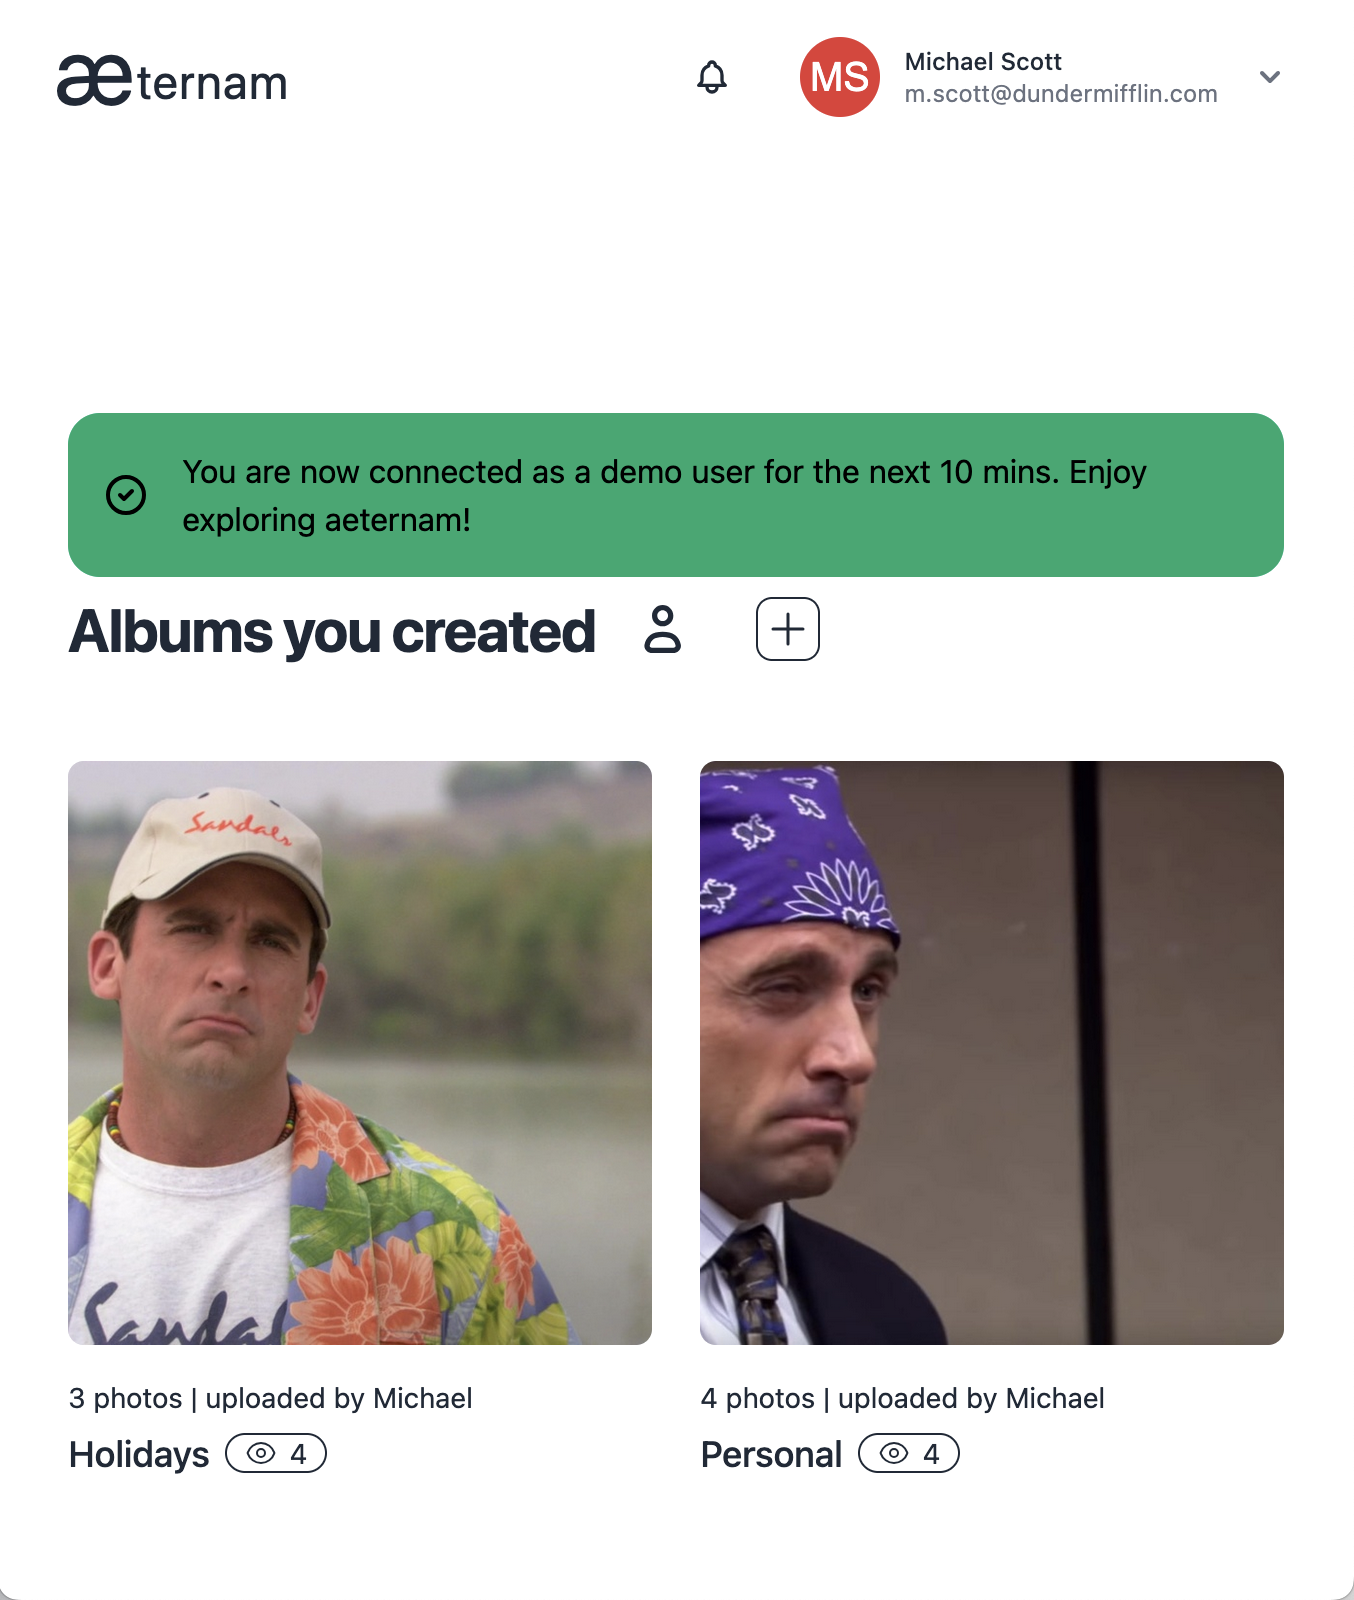 æternam
MS
Michael Scott
m.scott@dundermifflin.com
You are now connected as a demo user for the next 10 mins. Enjoy
exploring aeternam!
Albums you created
Sandals
Sandal
3 photos | uploaded by Michael
4 photos | uploaded by Michael
Holidays 4
Personal 4